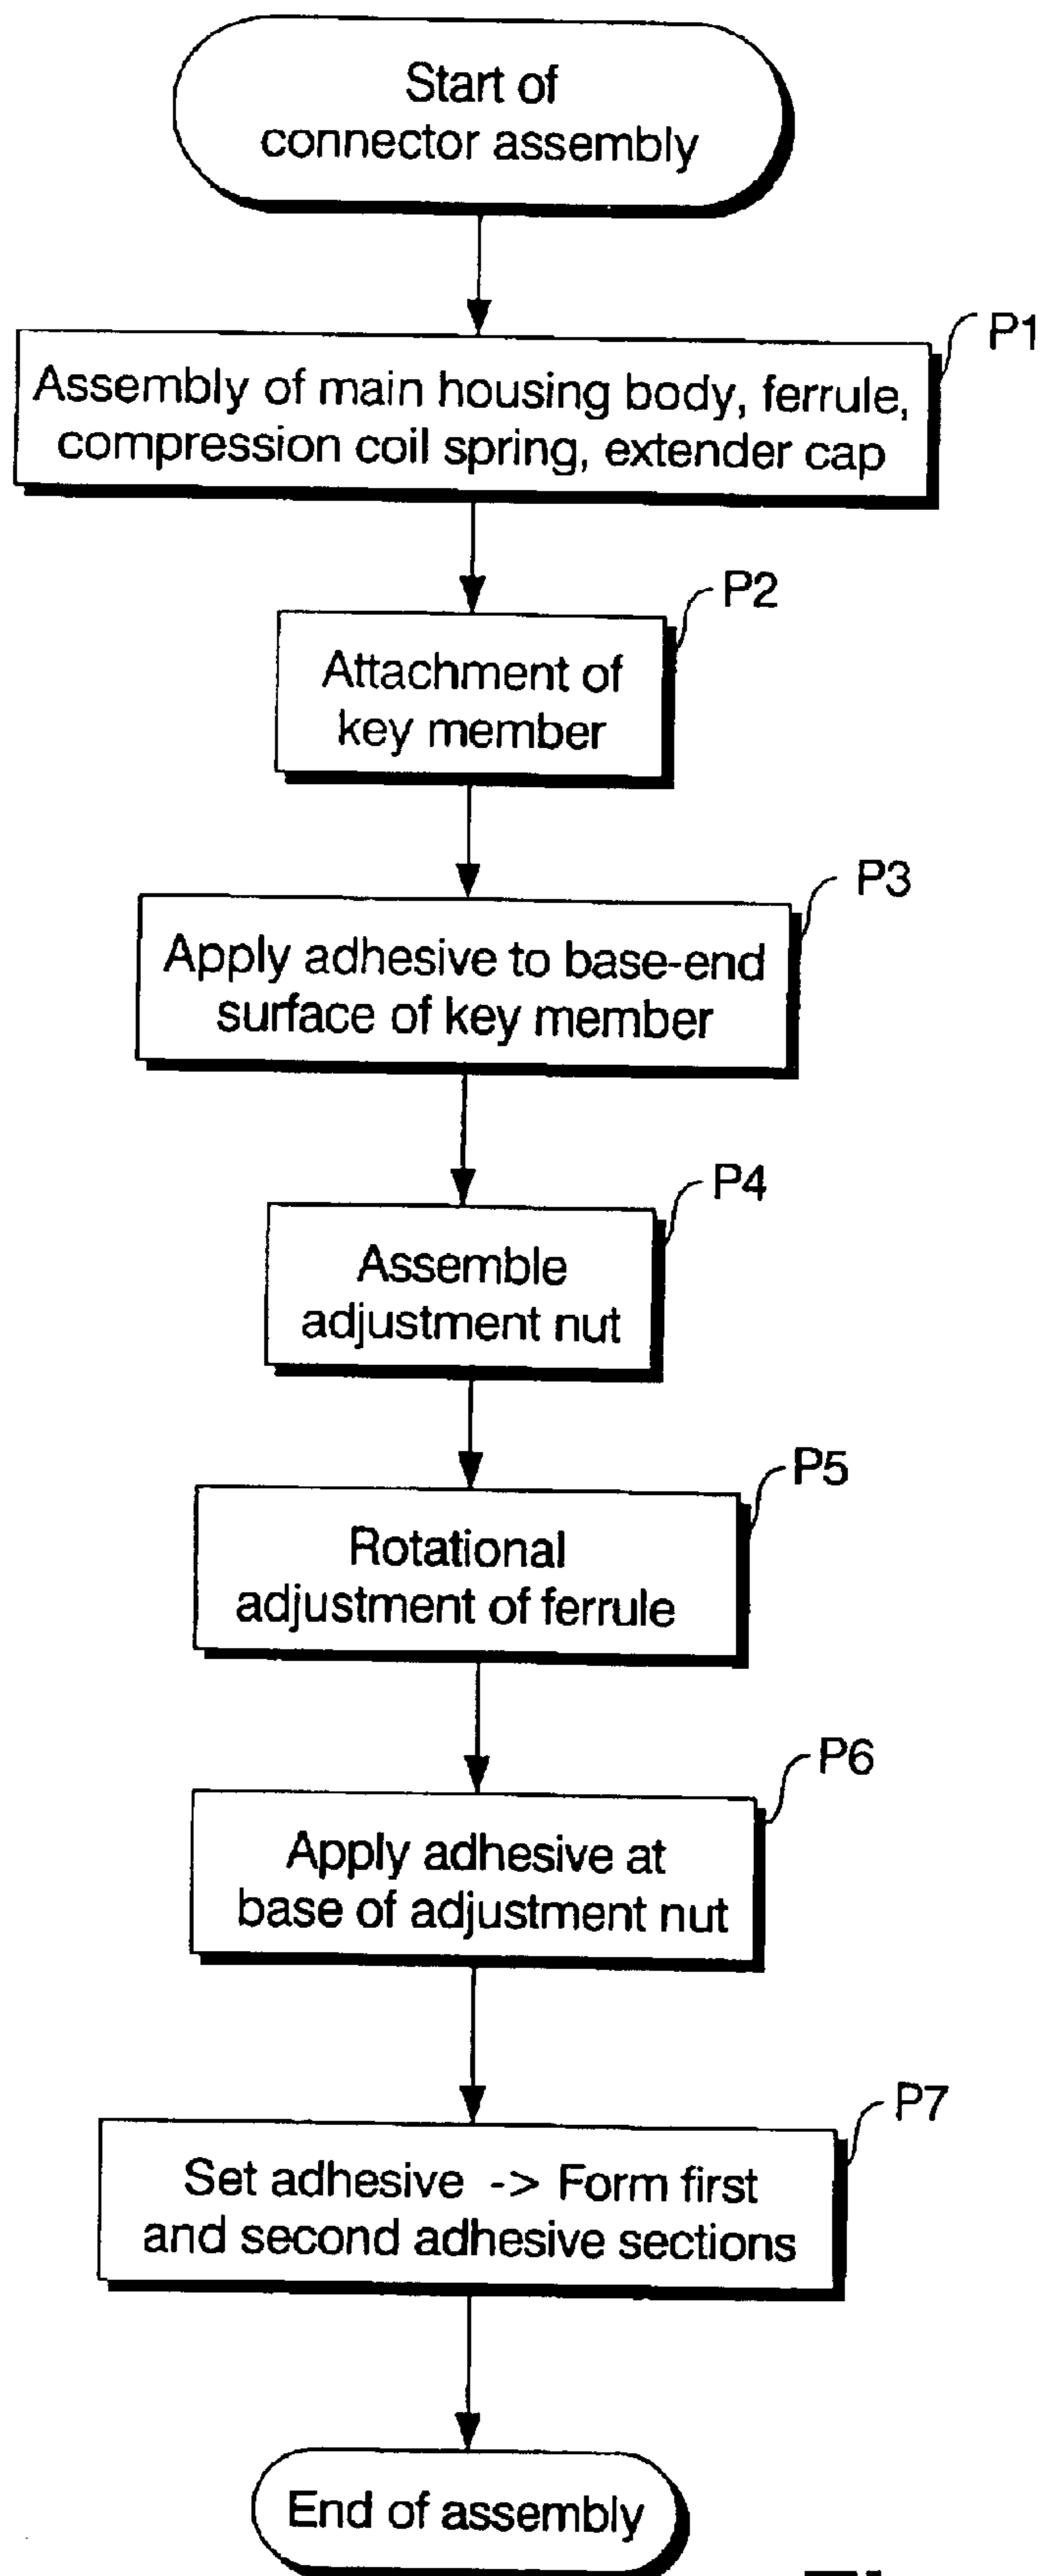 Start of
connector assembly
P1
Assembly of main housing body, ferrule,
compression coil spring, extender cap
P2
Attachment of
key member
P3
Apply adhesive to base-end
surface of key member
P4
Assemble
adjustment nut
P5
Rotational
adjustment of ferrule
P6
Apply adhesive at
base of adjustment nut
P7
Set adhesive -> Form first
and second adhesive sections
End of assembly